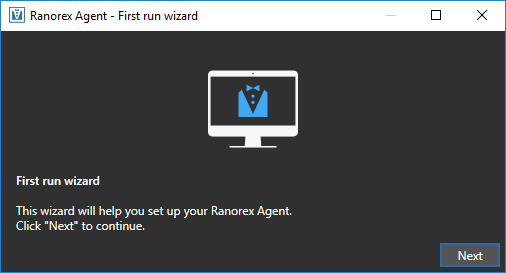 Ranorex Agent - First run wizard
First run wizard
This wizard will help you set up your Ranorex Agent.
Click "Next" to continue.
Next